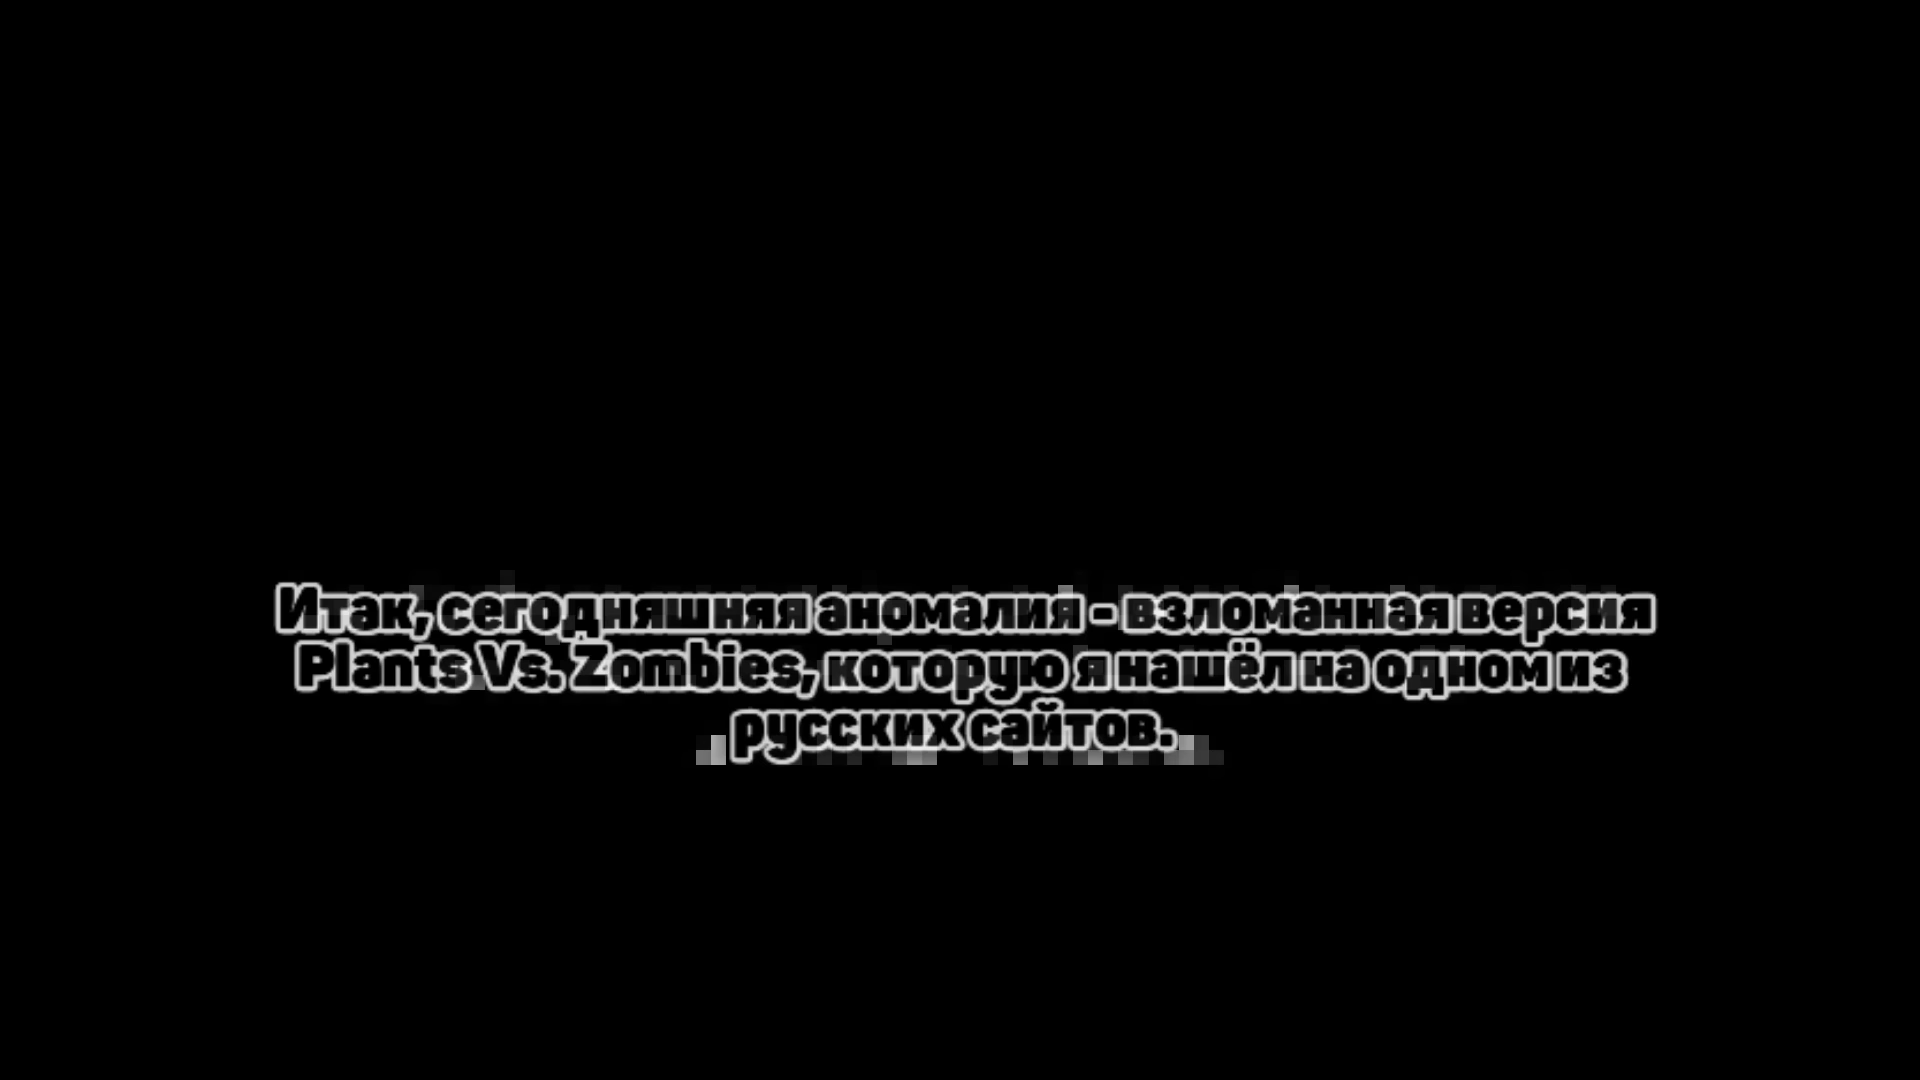 Итак, сегодняшняя аномалия - взломанная версия
Plants Vs. Zombies, которую я нашёл на одном из
русских сайтов.